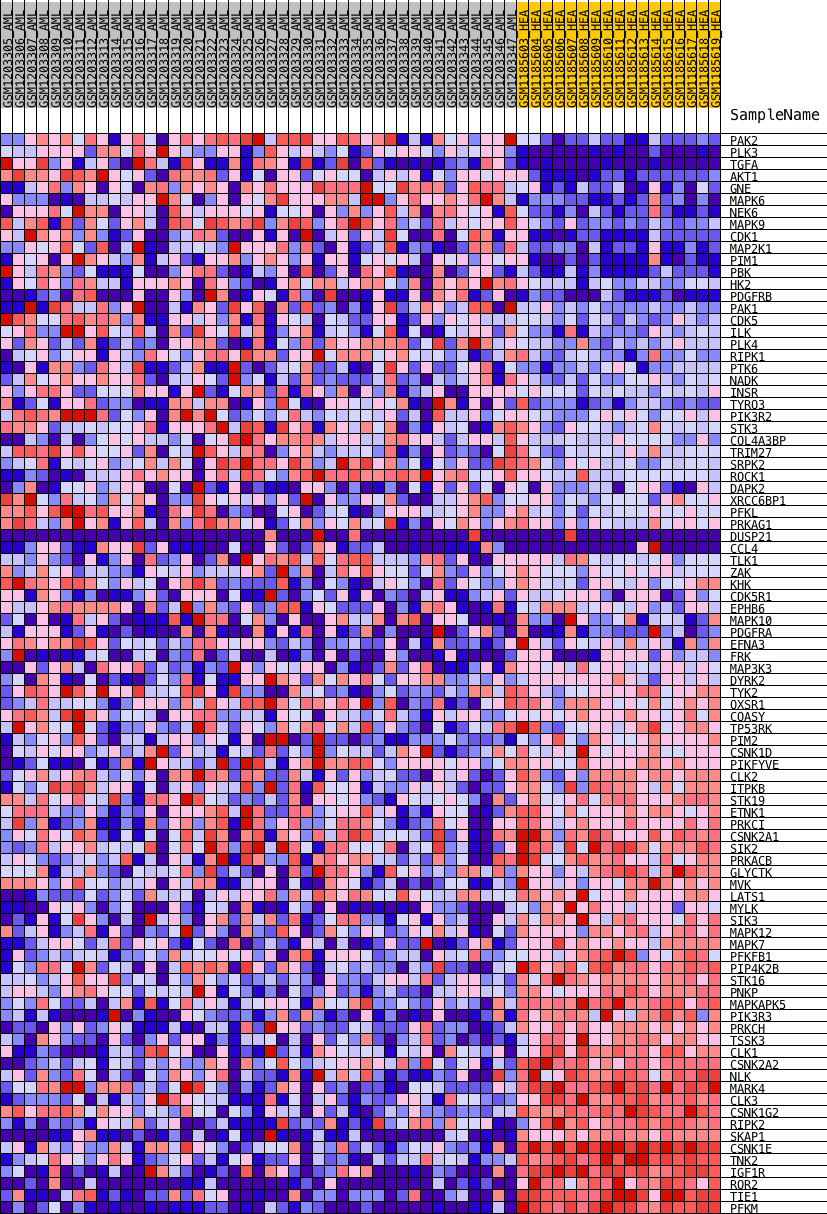 GSM1203305_AML
GSM1203306_AML
GSM1203307_AML
GSM1203308_AML
GSM1203309_AML
GSM1203310_AML
GSM1203311_AML
GSM1203312_AML
GSM1203313_AML
GSM1203314_AML
GSM1203315_AML
GSM1203316_AML
GSM1203317_AML
GSM1203318_AML
GSM1203319_AML
GSM1203320_AML
GSM1203321_AML
GSM1203322_AML
GSM1203323_AML
GSM1203324_AML
GSM1203325_AML
GSM1203326_AML
GSM1203327_AML
GSM1203328_AML
GSM1203329_AML
GSM1203330_AML
GSM1203331_AML
GSM1203332_AML
GSM1203333_AML
GSM1203334_AML
GSM1203335_AML
GSM1203336_AML
GSM1203337_AML
GSM1203338_AML
GSM1203339_AML
GSM1203340_AML
GSM1203341_AML
GSM1203342_AML
GSM1203343_AML
GSM1203344_AML
GSM1203345_AML
GSM1203346_AML
GSM1203347_AML
GSM1185603_HEA
GSM1185604_HEA
GSM1185605_HEA
GSM1185606_HEA
GSM1185607_HEA
GSM1185608_HEA
GSM1185609_HEA
GSM1185610_HEA
GSM1185611_HEA
GSM1185612_HEA
GSM1185613_HEA
GSM1185614_HEA
GSM1185615_HEA
GSM1185616_HEA
GSM1185617_HEA
GSM1185618_HEA
GSM1185619_HEA
SampleName
PAK2
PLK3
TGFA
AKT1
GNE
MAPK6
NEK6
MAPK9
CDK1
MAP2K1
PIM1
PBK
HK2
PDGFRB
PAK1
CDK5
ILK
PLK4
RIPK1
PTK6
NADK
INSR
TYRO3
PIK3R2
STK3
COL4A3BP
TRIM27
SRPK2
ROCK1
DAPK2
XRCC6BP1
PFKL
PRKAG1
DUSP21
CCL4
TLK1
ZAK
KHK
CDK5R1
EPHB6
MAPK10
PDGFRA
EFNA3
FRK
MAP3K3
DYRK2
TYK2
OXSR1
COASY
TP53RK
PIM2
CSNK1D
PIKFYVE
CLK2
ITPKB
STK19
ETNK1
PRKCI
CSNK2A1
SIK2
PRKACB
GLYCTK
MVK
LATS1
MYLK
SIK3
MAPK12
MAPK7
PFKFB1
PIP4K2B
STK16
PNKP
MAPKAPK5
PIK3R3
PRKCH
TSSK3
CLK1
CSNK2A2
NLK
MARK4
CLK3
CSNK1G2
RIPK2
SKAP1
CSNK1E
TNK2
IGF1R
ROR2
TIE1
PFKM